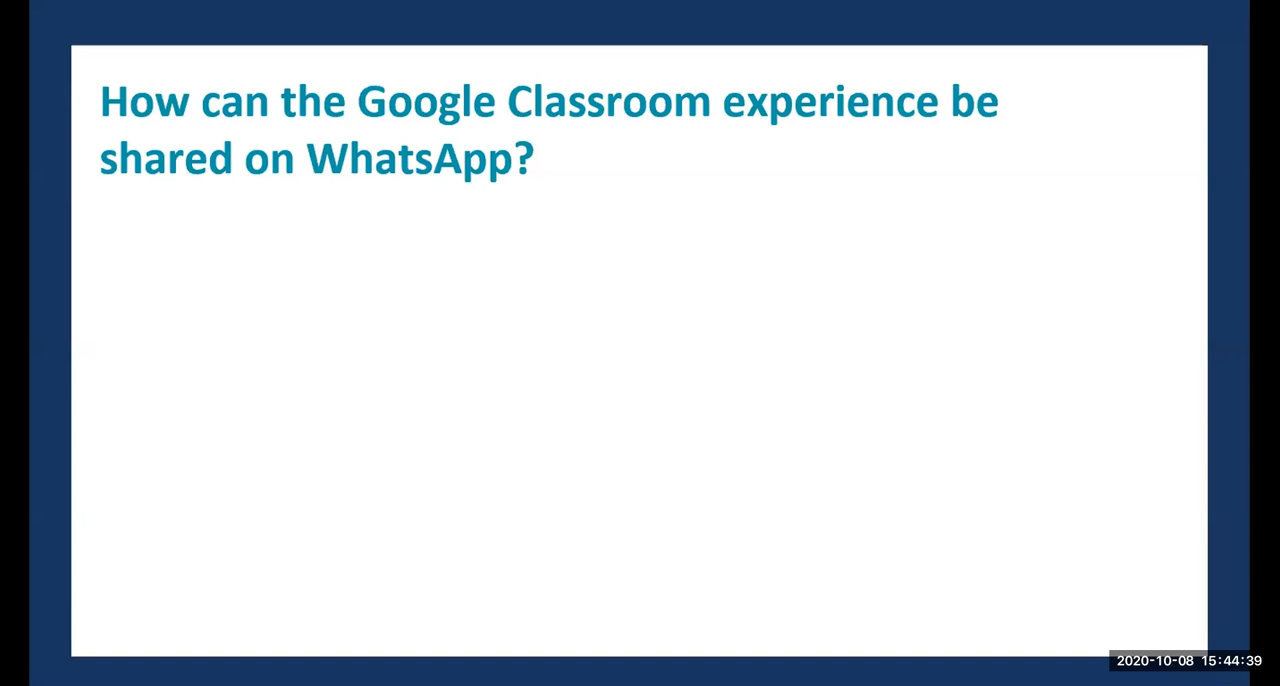 How can the Google Classroom experience be
shared on WhatsApp?
2020-10-08 15:44:39